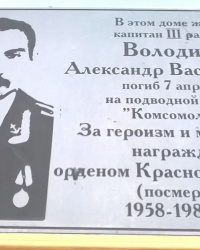 В этом доме ж
капитан III ра
Володи
Александр Вас
погиб 7 апр
на подводной
"Комсомол
За героизм и м
награжд
орденом Красно
(посмер
1958-198